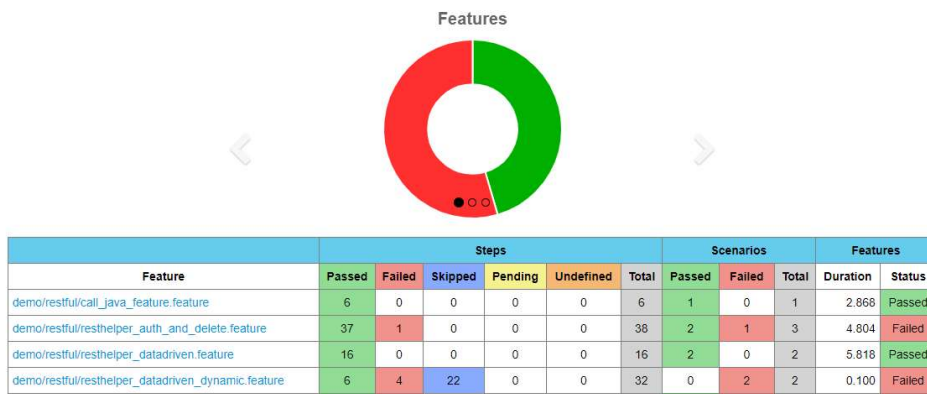 Features
Steps Scenarios Features
Feature Passed Failed Skipped Pending Undefined Total Passed Failed Total Duration Status
demo/restful/call_java_feature.feature 6 0 0 0 0 6 1 0 1 2.868 Passed
demo/restful/resthelper_auth_and_delete.feature 37 1 0 0 0 38 2 1 3 4.804 Failed
demo/restful/resthelper_datadriven.feature 16 0 0 0 0 16 2 0 2 5.818 Passed
demo/restful/resthelper_datadriven_dynamic.feature 6 4 22 0 0 32 0 2 2 0.100 Failed